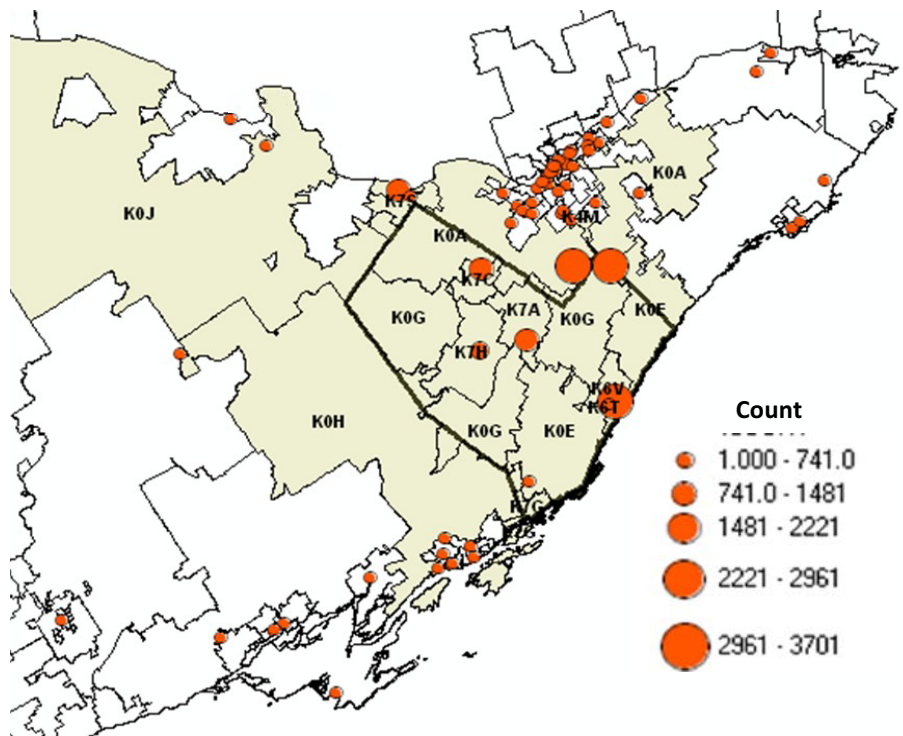 K0A
K0J
K7S
K4M
K0A
K7C
K0G
K7A
K0G
K0E
K7H
K6V
K6T
K0H
K0G
K0E
K7G
Count
1.000 - 741.0
741.0 - 1481
1481 - 2221
2221 - 2961
2961 - 3701